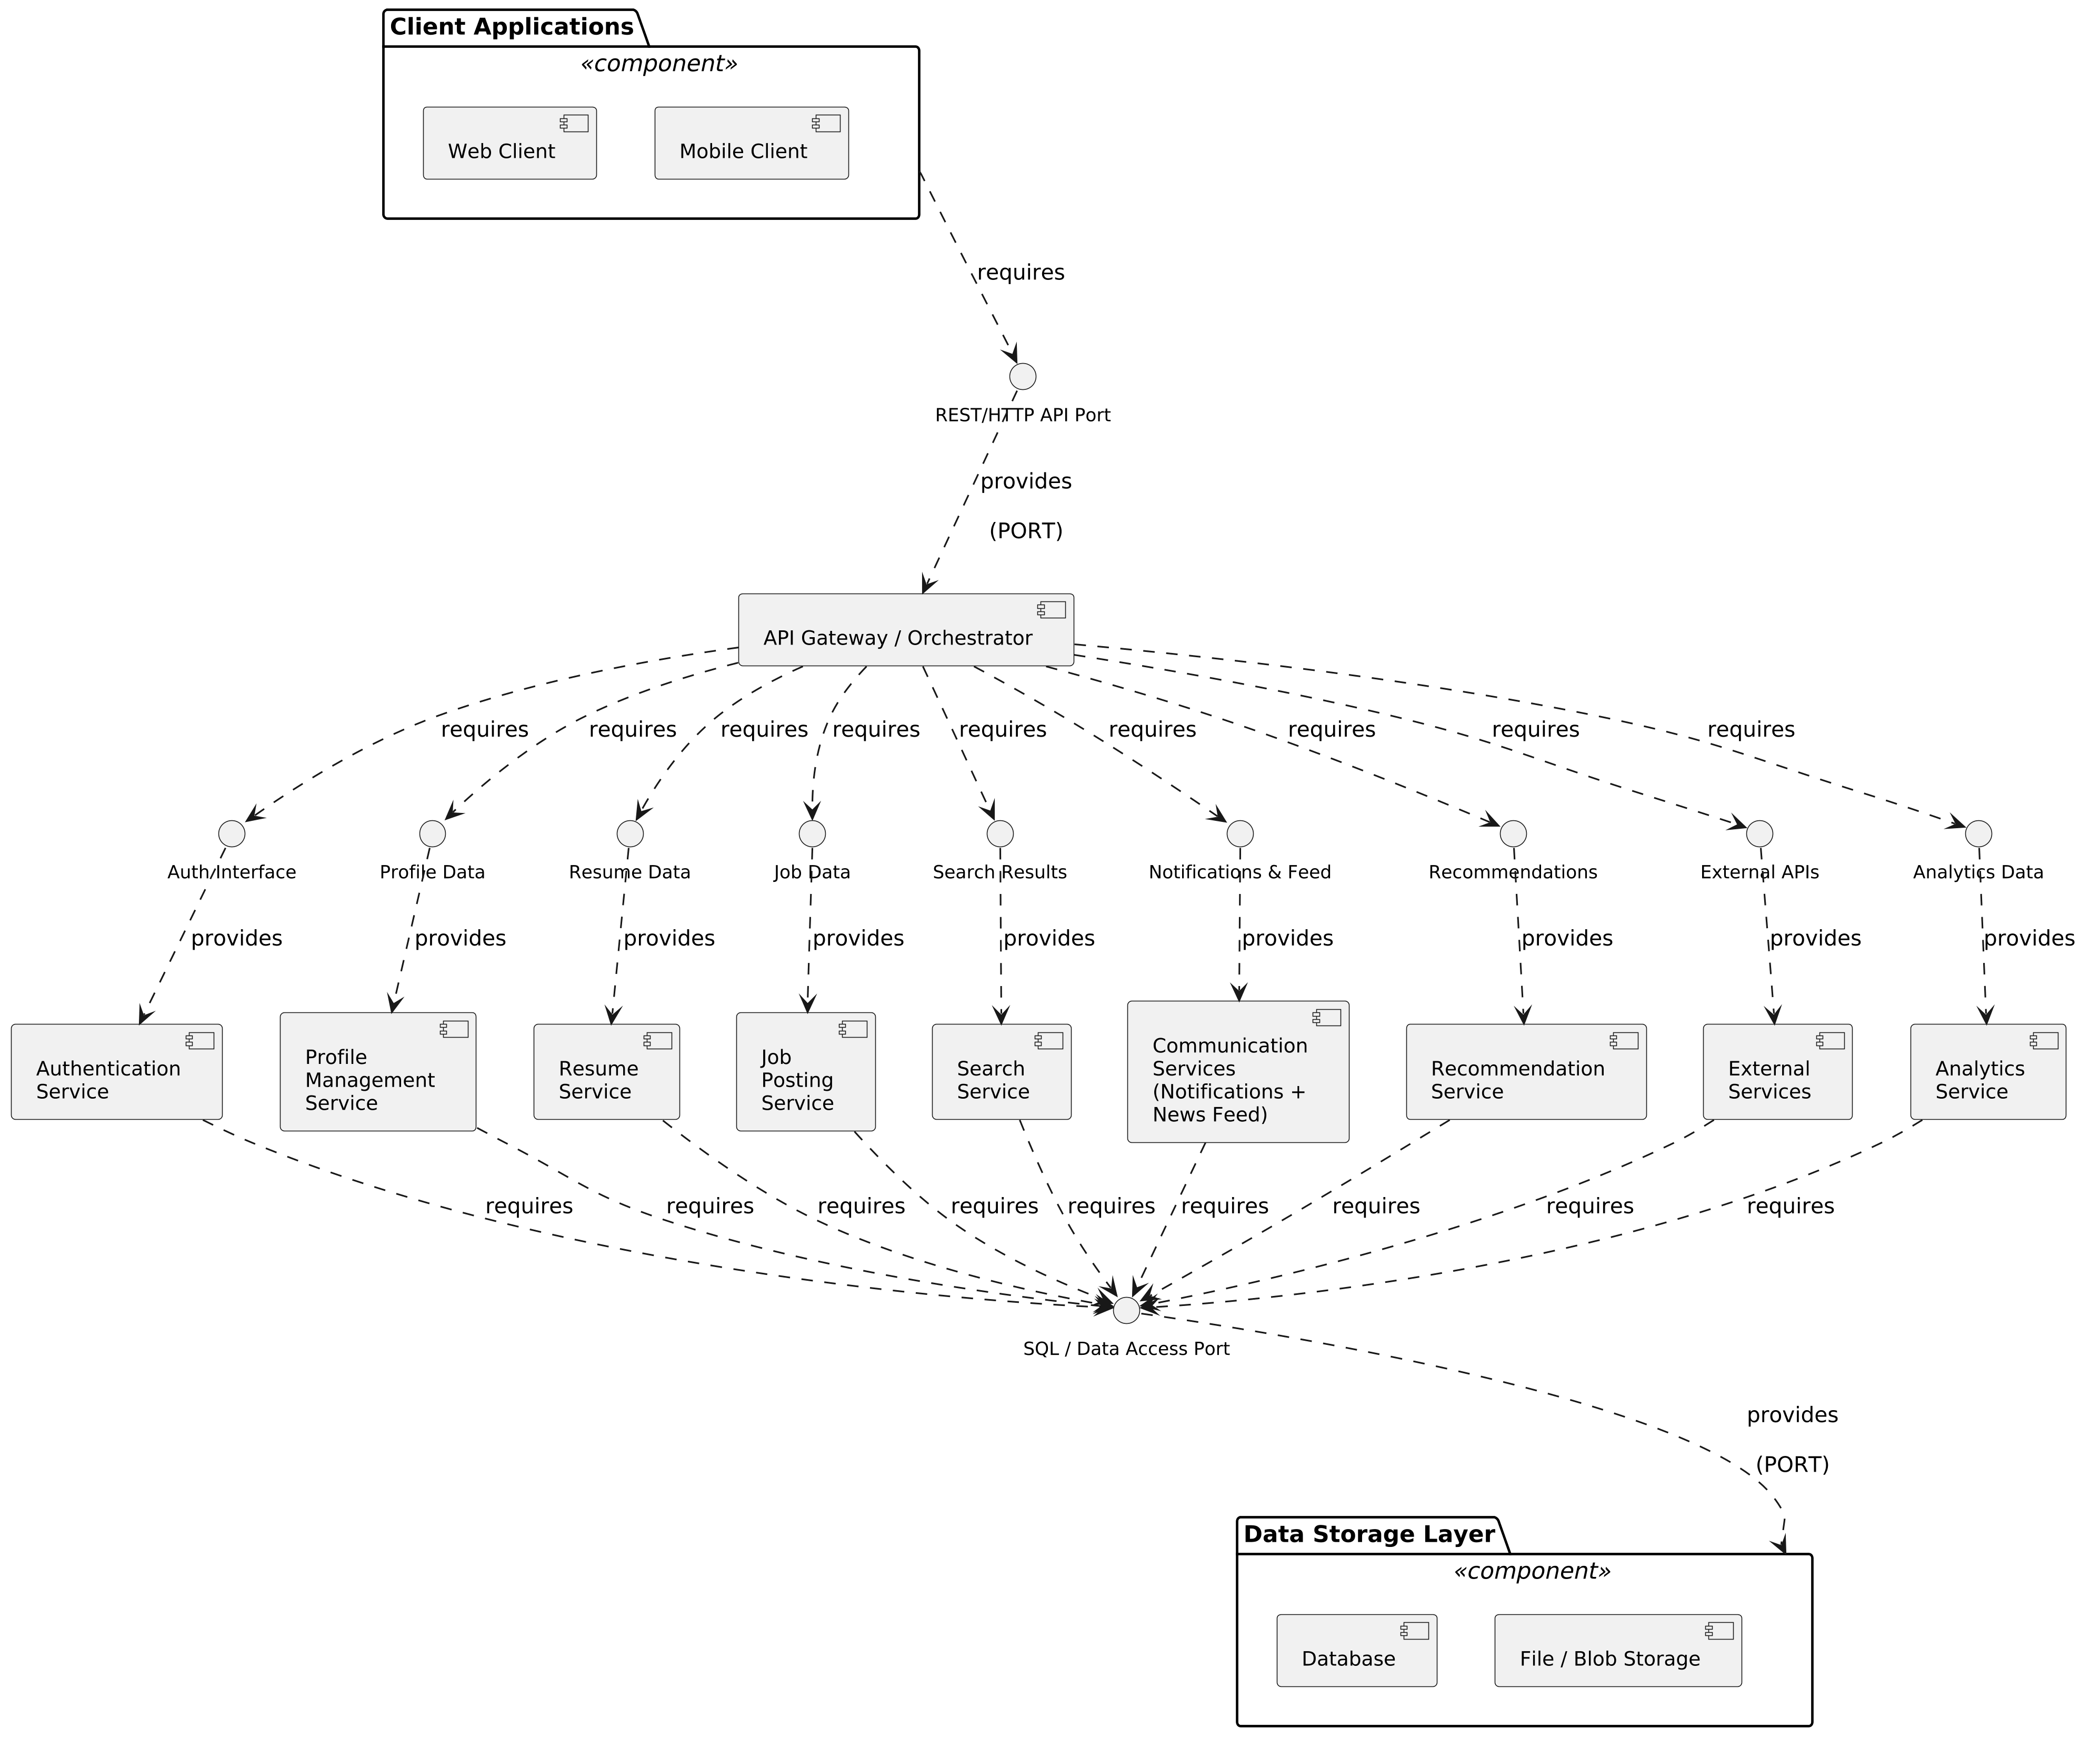 Client Applications
«component»
Web Client
Mobile Client
requires
REST/HTTP API Port
provides
(PORT)
API Gateway / Orchestrator
requires
requires
requires
requires
requires
requires
requires
requires
requires
Auth Interface
Profile Data
Resume Data
Job Data
Search Results
Notifications & Feed
Recommendations
External APIs
Analytics Data
provides
provides
provides
provides
provides
provides
provides
provides
provides
Authentication
Service
Profile
Management
Service
Resume
Service
Job
Posting
Service
Search
Service
Communication
Services
(Notifications +
News Feed)
Recommendation
Service
External
Services
Analytics
Service
requires
requires
requires
requires
requires
requires
requires
requires
requires
SQL / Data Access Port
provides
(PORT)
Data Storage Layer
«component»
Database
File / Blob Storage